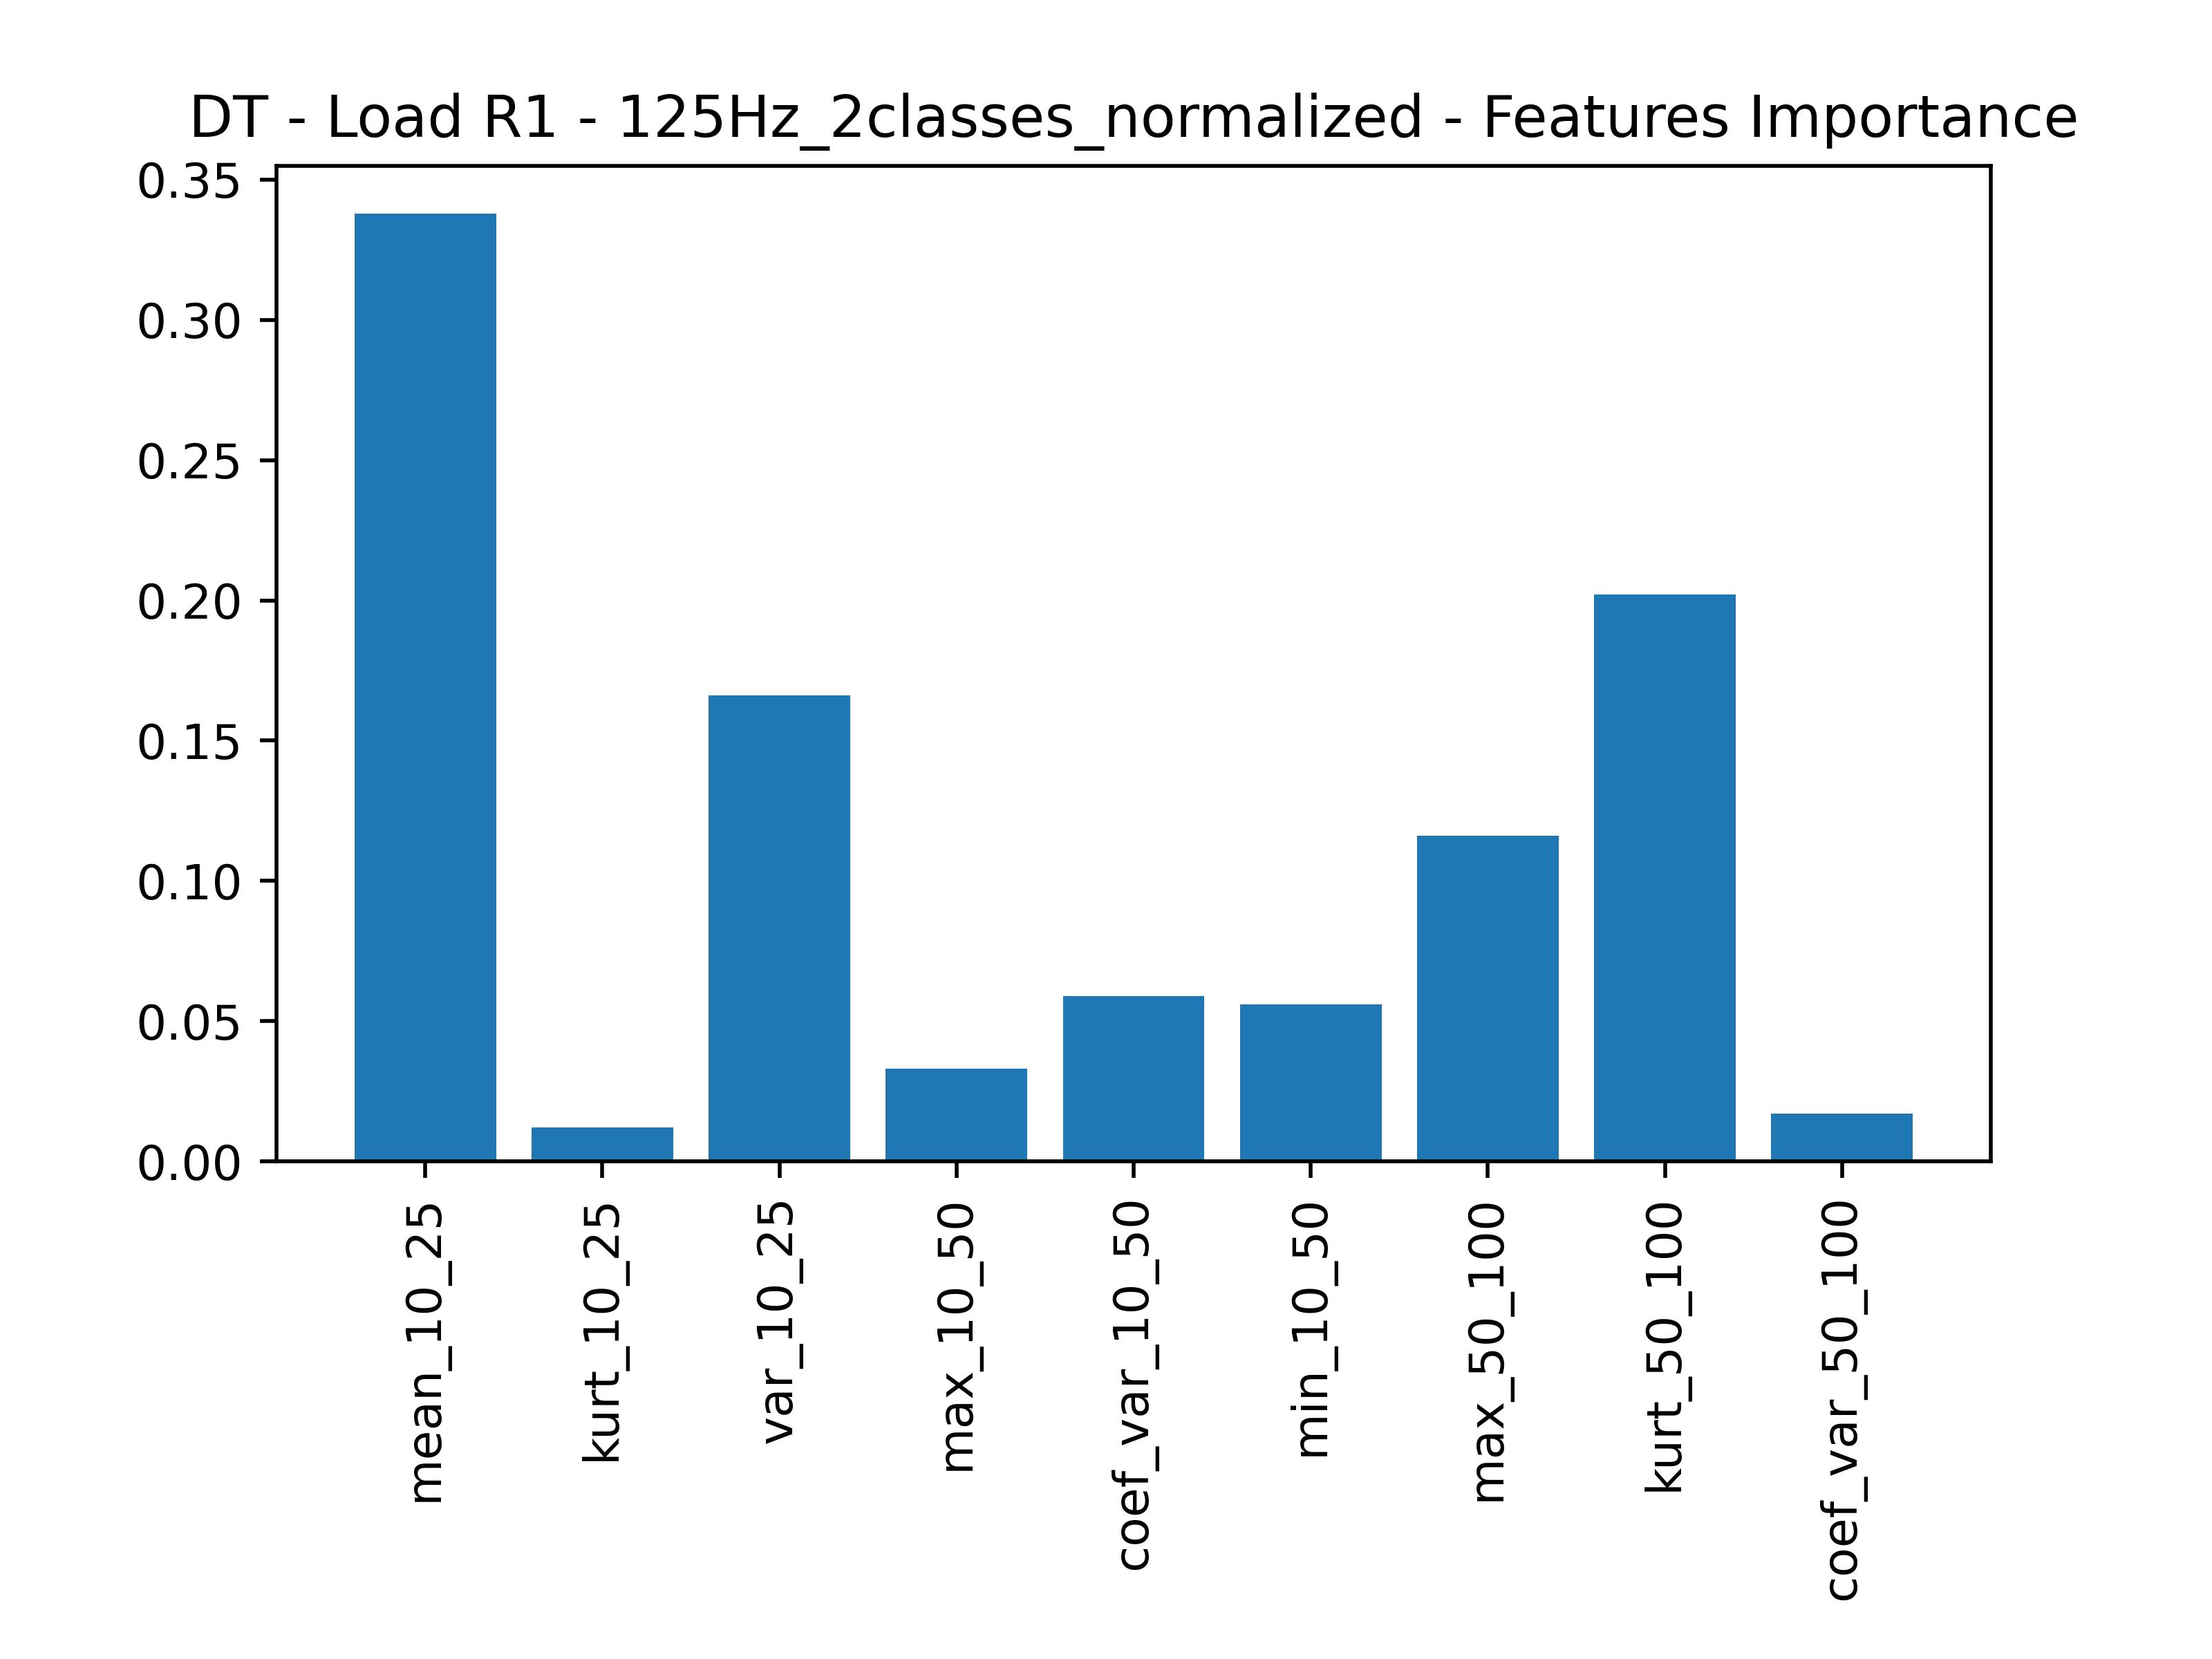 DT - Load R1 - 125Hz_2classes_normalized - Features Importance
0.35
0.30
0.25
0.20
0.15
0.10
0.05
0.00
mean_10_25
kurt_10_25
var_10_25
max_10_50
coef_var_10_50
min_10_50
max_50_100
kurt_50_100
coef_var_50_100